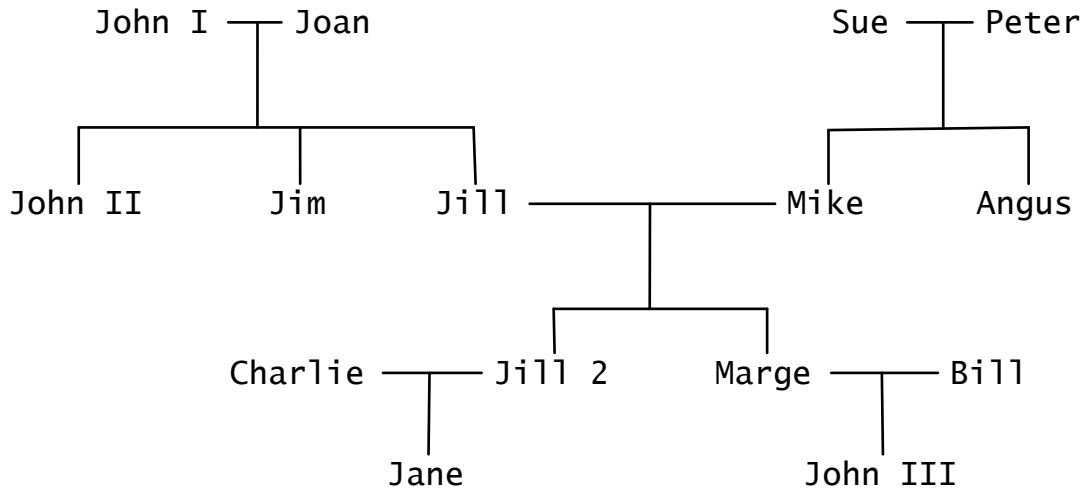 John I Joan Sue Peter
John II Jim Jill Mike Angus
Charlie Jill 2 Marge Bill
Jane John III